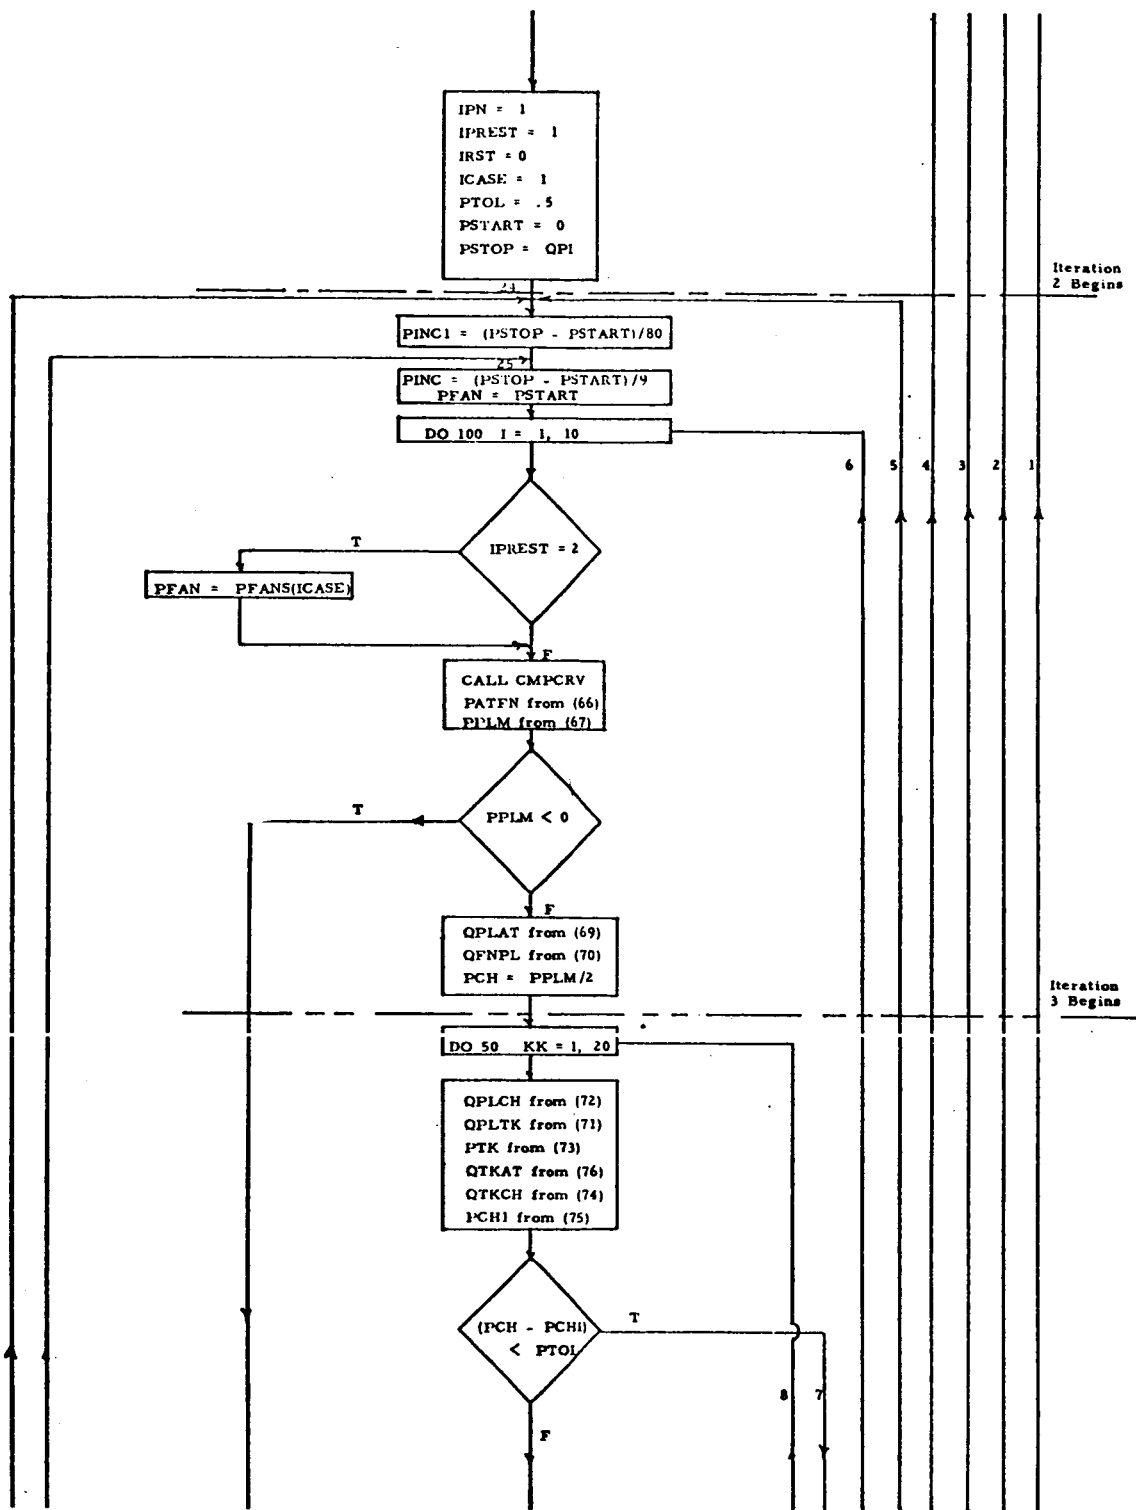 IPN = 1
IPREST = 1
IRST = 0
ICASE = 1
PTOL = .5
PSTART = 0
PSTOP = QPI
Iteration
2 Begins
24
PINC1 = (PSTOP - PSTART)/80
25
PINC = (PSTOP - PSTART)/9
PFAN = PSTART
DO 100 I = 1, 10
6 5 4 3 2 1
IPREST = 2
T
PFAN = PFANS(ICASE)
F
CALL CMPCRV
PATFN from (66)
PPLM from (67)
PPLM < 0
T
F
QPLAT from (69)
QFNPL from (70)
PCH = PPLM/2
Iteration
3 Begins
DO 50 KK = 1, 20
QPLCH from (72)
QPLTK from (71)
PTK from (73)
QTKAT from (76)
QTKCH from (74)
PCH1 from (75)
(PCH - PCH1)
< PTOL
T
8 7
F